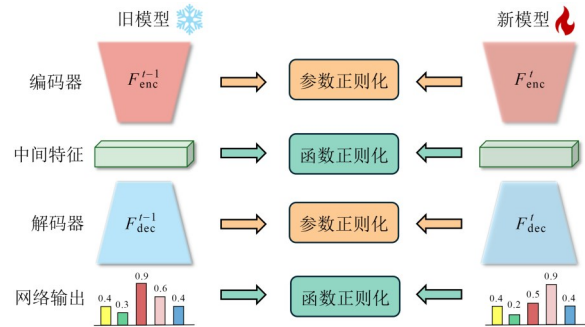 旧模型 新模型
编码器 F_enc^{t-1} 参数正则化 F_enc^t
中间特征 函数正则化
解码器 F_dec^{t-1} 参数正则化 F_dec^t
网络输出 0.4 0.3 0.9 0.6 0.4 函数正则化 0.4 0.2 0.5 0.9 0.4